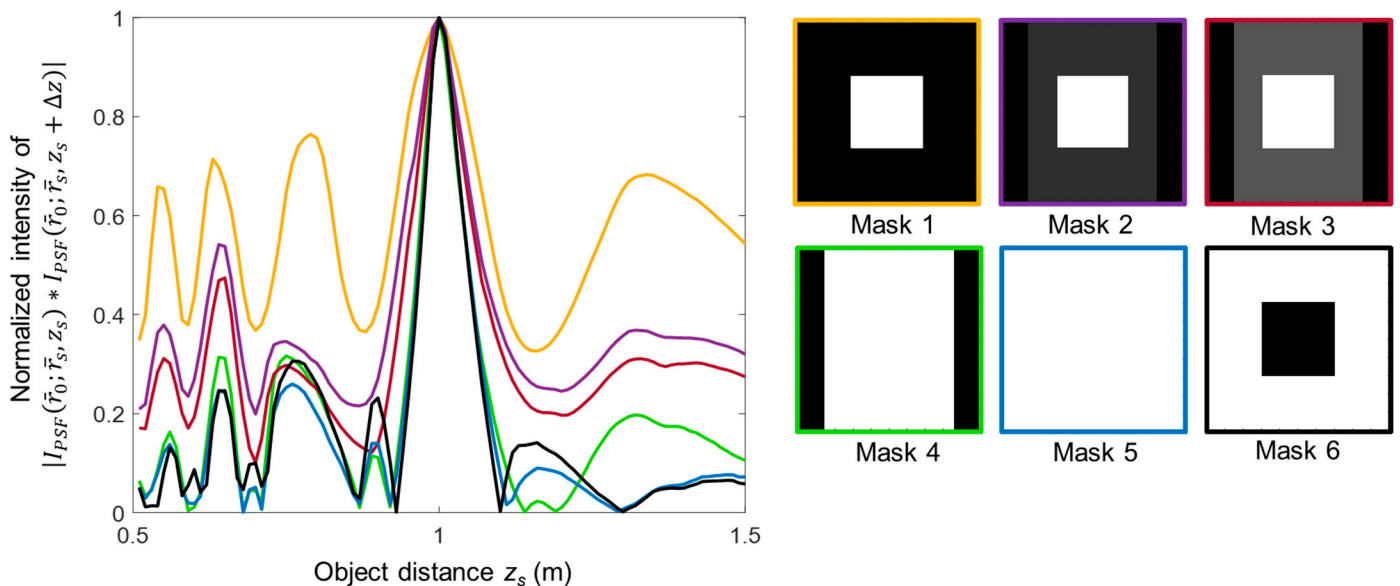 Normalized intensity of
|I_PSF(r̄_0; r̄_s, z_s) * I_PSF(r̄_0; r̄_s, z_s + Δz)|
1
0.8
0.6
0.4
0.2
0
0.5
1
1.5
Object distance z_s (m)
Mask 1
Mask 2
Mask 3
Mask 4
Mask 5
Mask 6